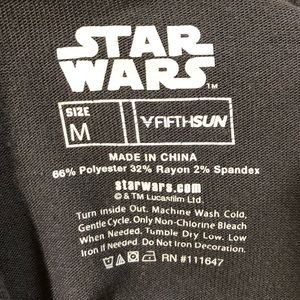 STAR
WARS™
SIZE
M
FIFTHSUN
MADE IN CHINA
66% Polyester 32% Rayon 2% Spandex
starwars.com
© & TM Lucasfilm Ltd.
Turn Inside Out. Machine Wash Cold,
Gentle Cycle. Only Non-Chlorine Bleach
When Needed. Tumble Dry Low. Low
Iron If Needed. Do Not Iron Decoration.
RN #111647